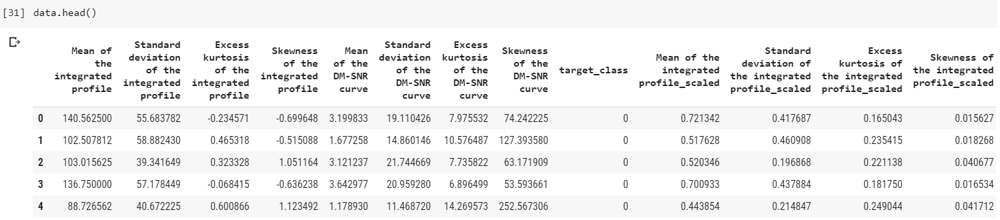 [31] data.head()
Mean of the integrated profile Standard deviation of the integrated profile Excess kurtosis of the integrated profile Skewness of the integrated profile Mean of the DM-SNR curve Standard deviation of the DM-SNR curve Excess kurtosis of the DM-SNR curve Skewness of the DM-SNR curve target_class Mean of the integrated profile_scaled Standard deviation of the integrated profile_scaled Excess kurtosis of the integrated profile_scaled Skewness of the integrated profile_scaled
0 140.562500 55.683782 -0.234571 -0.699648 3.199833 19.110426 7.975532 74.242225 0 0.721342 0.417687 0.165043 0.015627
1 102.507812 58.882430 0.465318 -0.515088 1.677258 14.860146 10.576487 127.393580 0 0.517628 0.460908 0.235415 0.018268
2 103.015625 39.341649 0.323328 1.051164 3.121237 21.744669 7.735822 63.171909 0 0.520346 0.196868 0.221138 0.040677
3 136.750000 57.178449 -0.068415 -0.636238 3.642977 20.959280 6.896499 53.593661 0 0.700933 0.437884 0.181750 0.016534
4 88.726562 40.672225 0.600866 1.123492 1.178930 11.468720 14.269573 252.567306 0 0.443854 0.214847 0.249044 0.041712